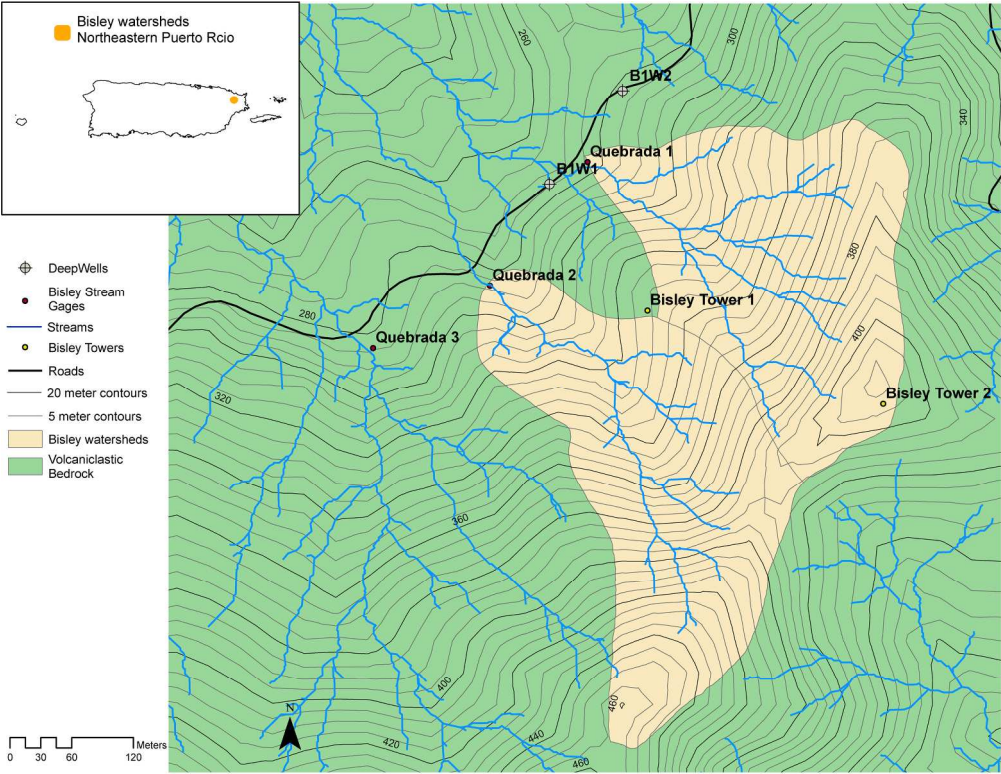 Bisley watersheds
Northeastern Puerto Rcio
260
300
B1W2
340
Quebrada 1
B1W1
DeepWells
Bisley Stream
Gages
Streams
Bisley Towers
Roads
20 meter contours
5 meter contours
Bisley watersheds
Volcaniclastic
Bedrock
380
Quebrada 2
Bisley Tower 1
280
Quebrada 3
400
320
Bisley Tower 2
360
400
460
N
420
440
460
Meters
0 30 60 120